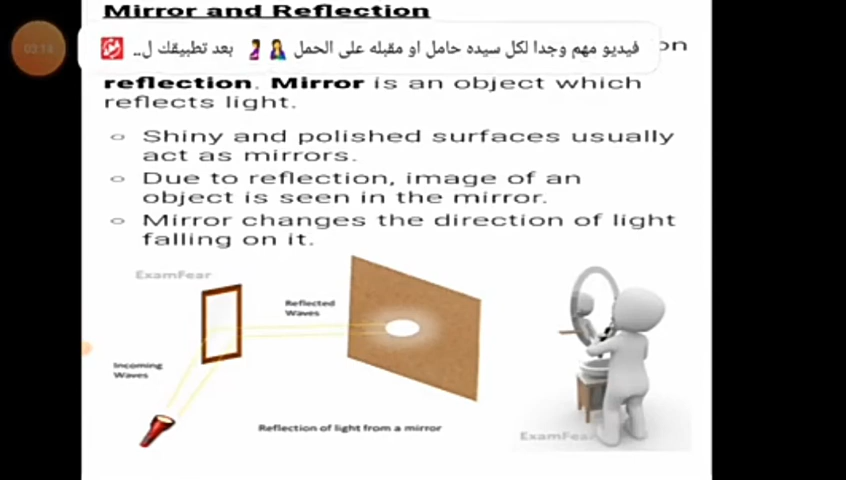 Mirror and Reflection
03:14
فيديو مهم وجدا لكل سيده حامل او مقبله على الحمل 🤦‍♀️🤰 بعد تطبيقك ل..
on
reflection. Mirror is an object which
reflects light.
○ Shiny and polished surfaces usually
act as mirrors.
○ Due to reflection, image of an
object is seen in the mirror.
○ Mirror changes the direction of light
falling on it.
ExamFear
Reflected
Waves
Incoming
Waves
Reflection of light from a mirror
ExamFear